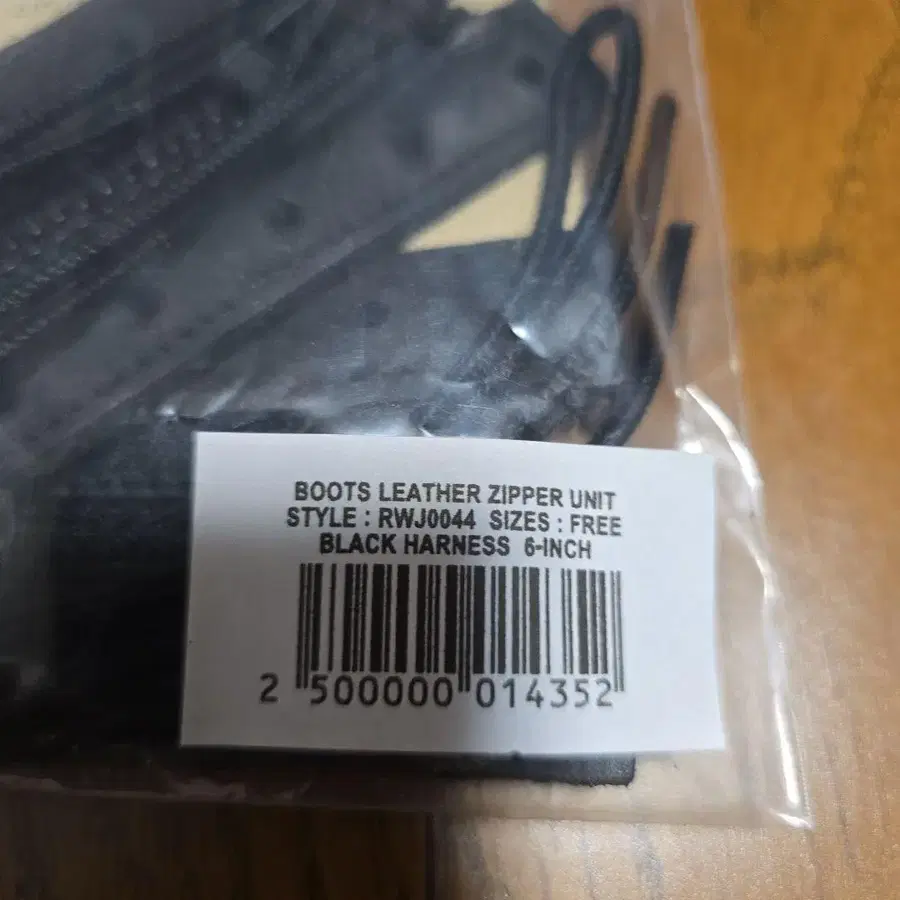 BOOTS LEATHER ZIPPER UNIT
STYLE : RWJ0044 SIZES : FREE
BLACK HARNESS 6-INCH
2 500000 014352